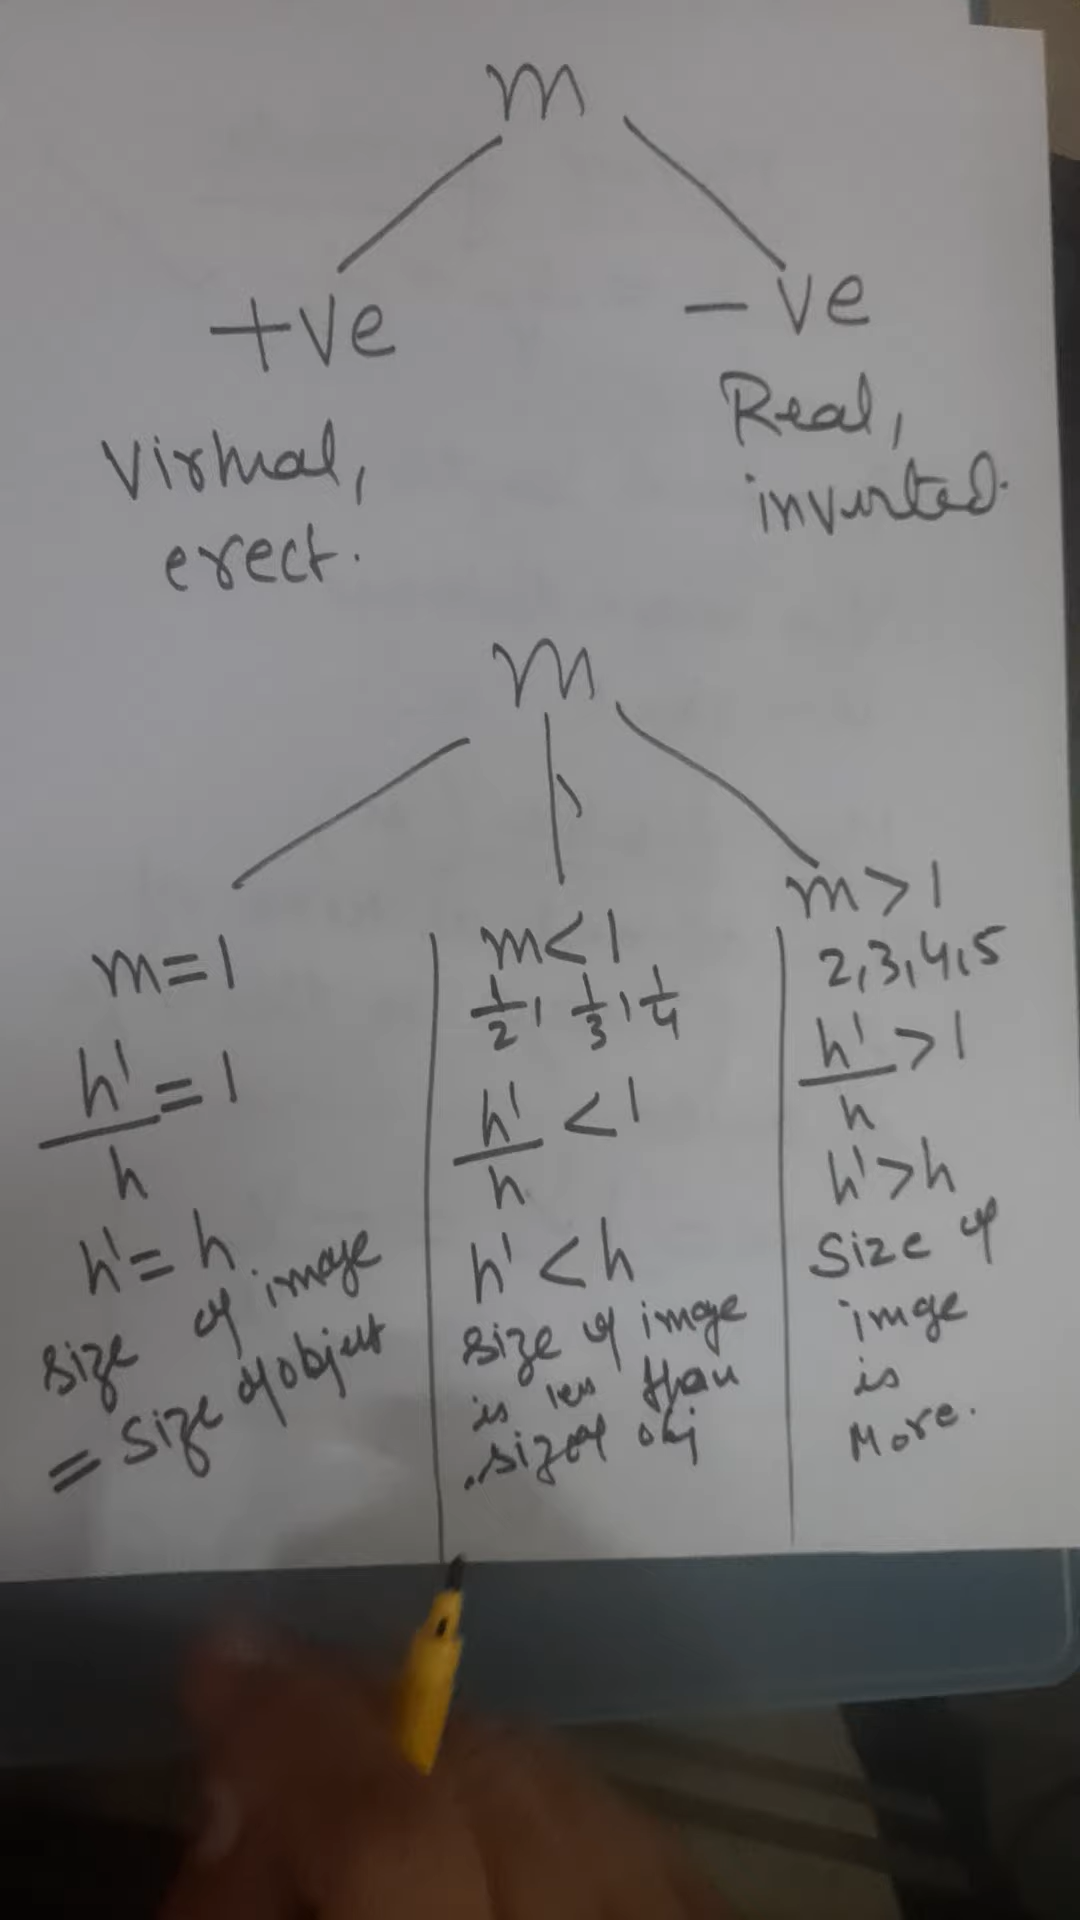 m
+ve
- ve
Virtual,
erect.
Real,
inverted.
m
m=1
h'/h = 1
h' = h
size of image
= size of object
m<1
1/2, 1/3, 1/4
h'/h < 1
h' < h
size of imge
is less than
size of obj
m>1
2,3,4,5
h'/h > 1
h'>h
Size of
imge
is
More.